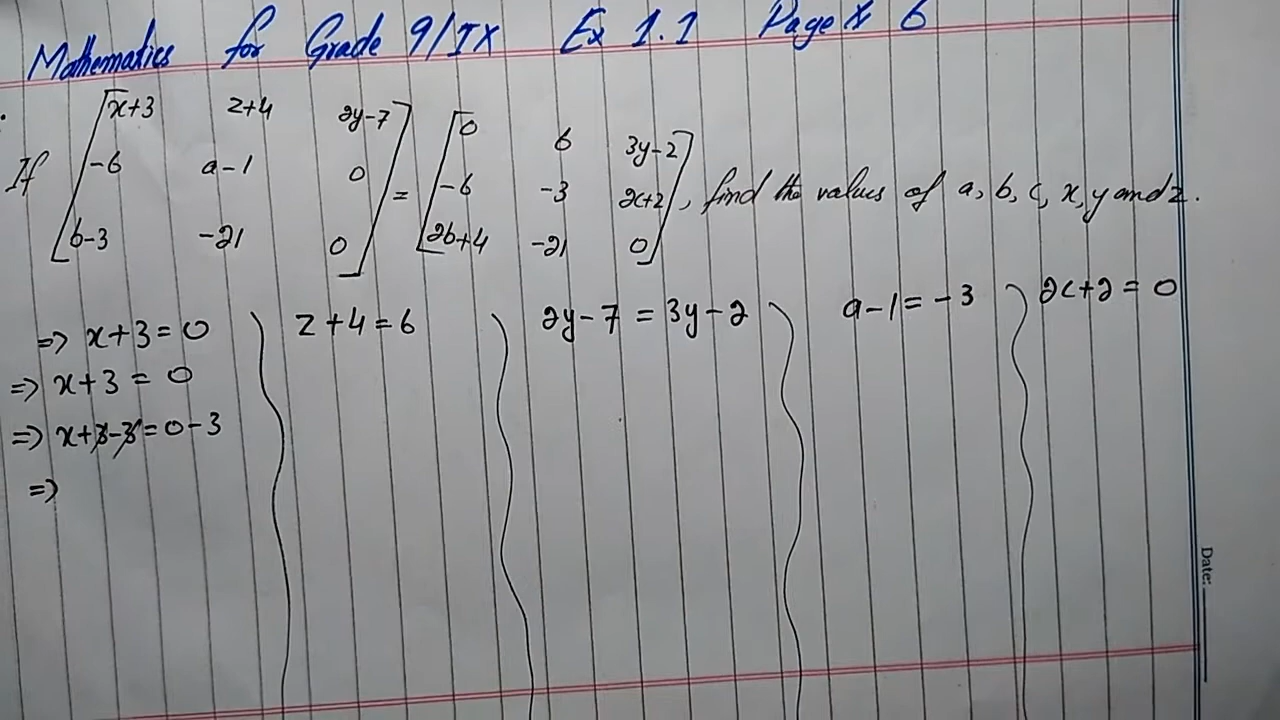 Mathematics for Grade 9/IX Ex 1.1 Page # 6
If [x+3 z+4 2y-7
-6 a-1 0
b-3 -21 0] = [0 6 3y-2
-6 -3 2c+2
2b+4 -21 0], find the values of a, b, c, x, y and z.
⇒ x+3=0
z+4=6
2y-7=3y-2
a-1=-3
2c+2=0
⇒ x+3=0
⇒ x+3-3=0-3
⇒
Date: